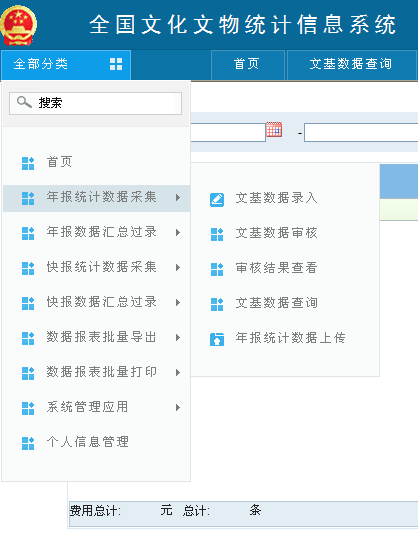 全国文化文物统计信息系统
全部分类
首页
文基数据查询
搜索
-
首页
年报统计数据采集
年报数据汇总过录
快报统计数据采集
快报数据汇总过录
数据报表批量导出
数据报表批量打印
系统管理应用
个人信息管理
文基数据录入
文基数据审核
审核结果查看
文基数据查询
年报统计数据上传
费用总计: 元 总计: 条